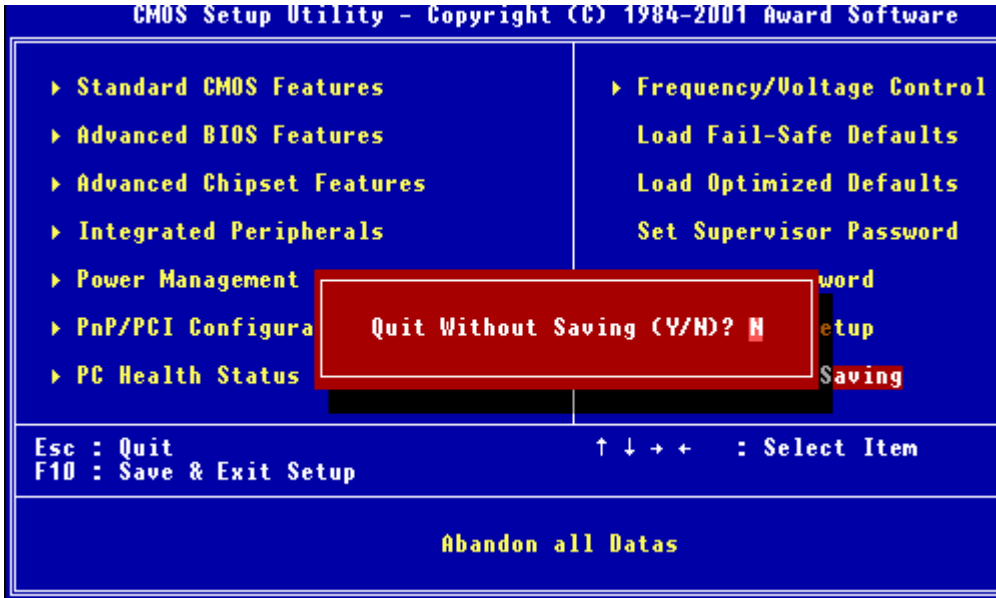 CMOS Setup Utility - Copyright (C) 1984-2001 Award Software
Standard CMOS Features
Advanced BIOS Features
Advanced Chipset Features
Integrated Peripherals
Power Management
PnP/PCI Configura
PC Health Status
Frequency/Voltage Control
Load Fail-Safe Defaults
Load Optimized Defaults
Set Supervisor Password
word
etup
Saving
Quit Without Saving (Y/N)? N
Esc : Quit
F10 : Save & Exit Setup
↑ ↓ → ← : Select Item
Abandon all Datas